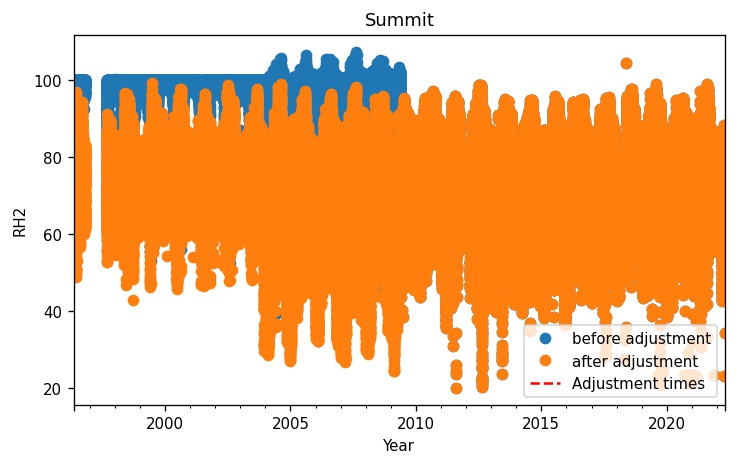 Summit
RH2
100
80
60
40
20
before adjustment
after adjustment
Adjustment times
2000 2005 2010 2015 2020
Year